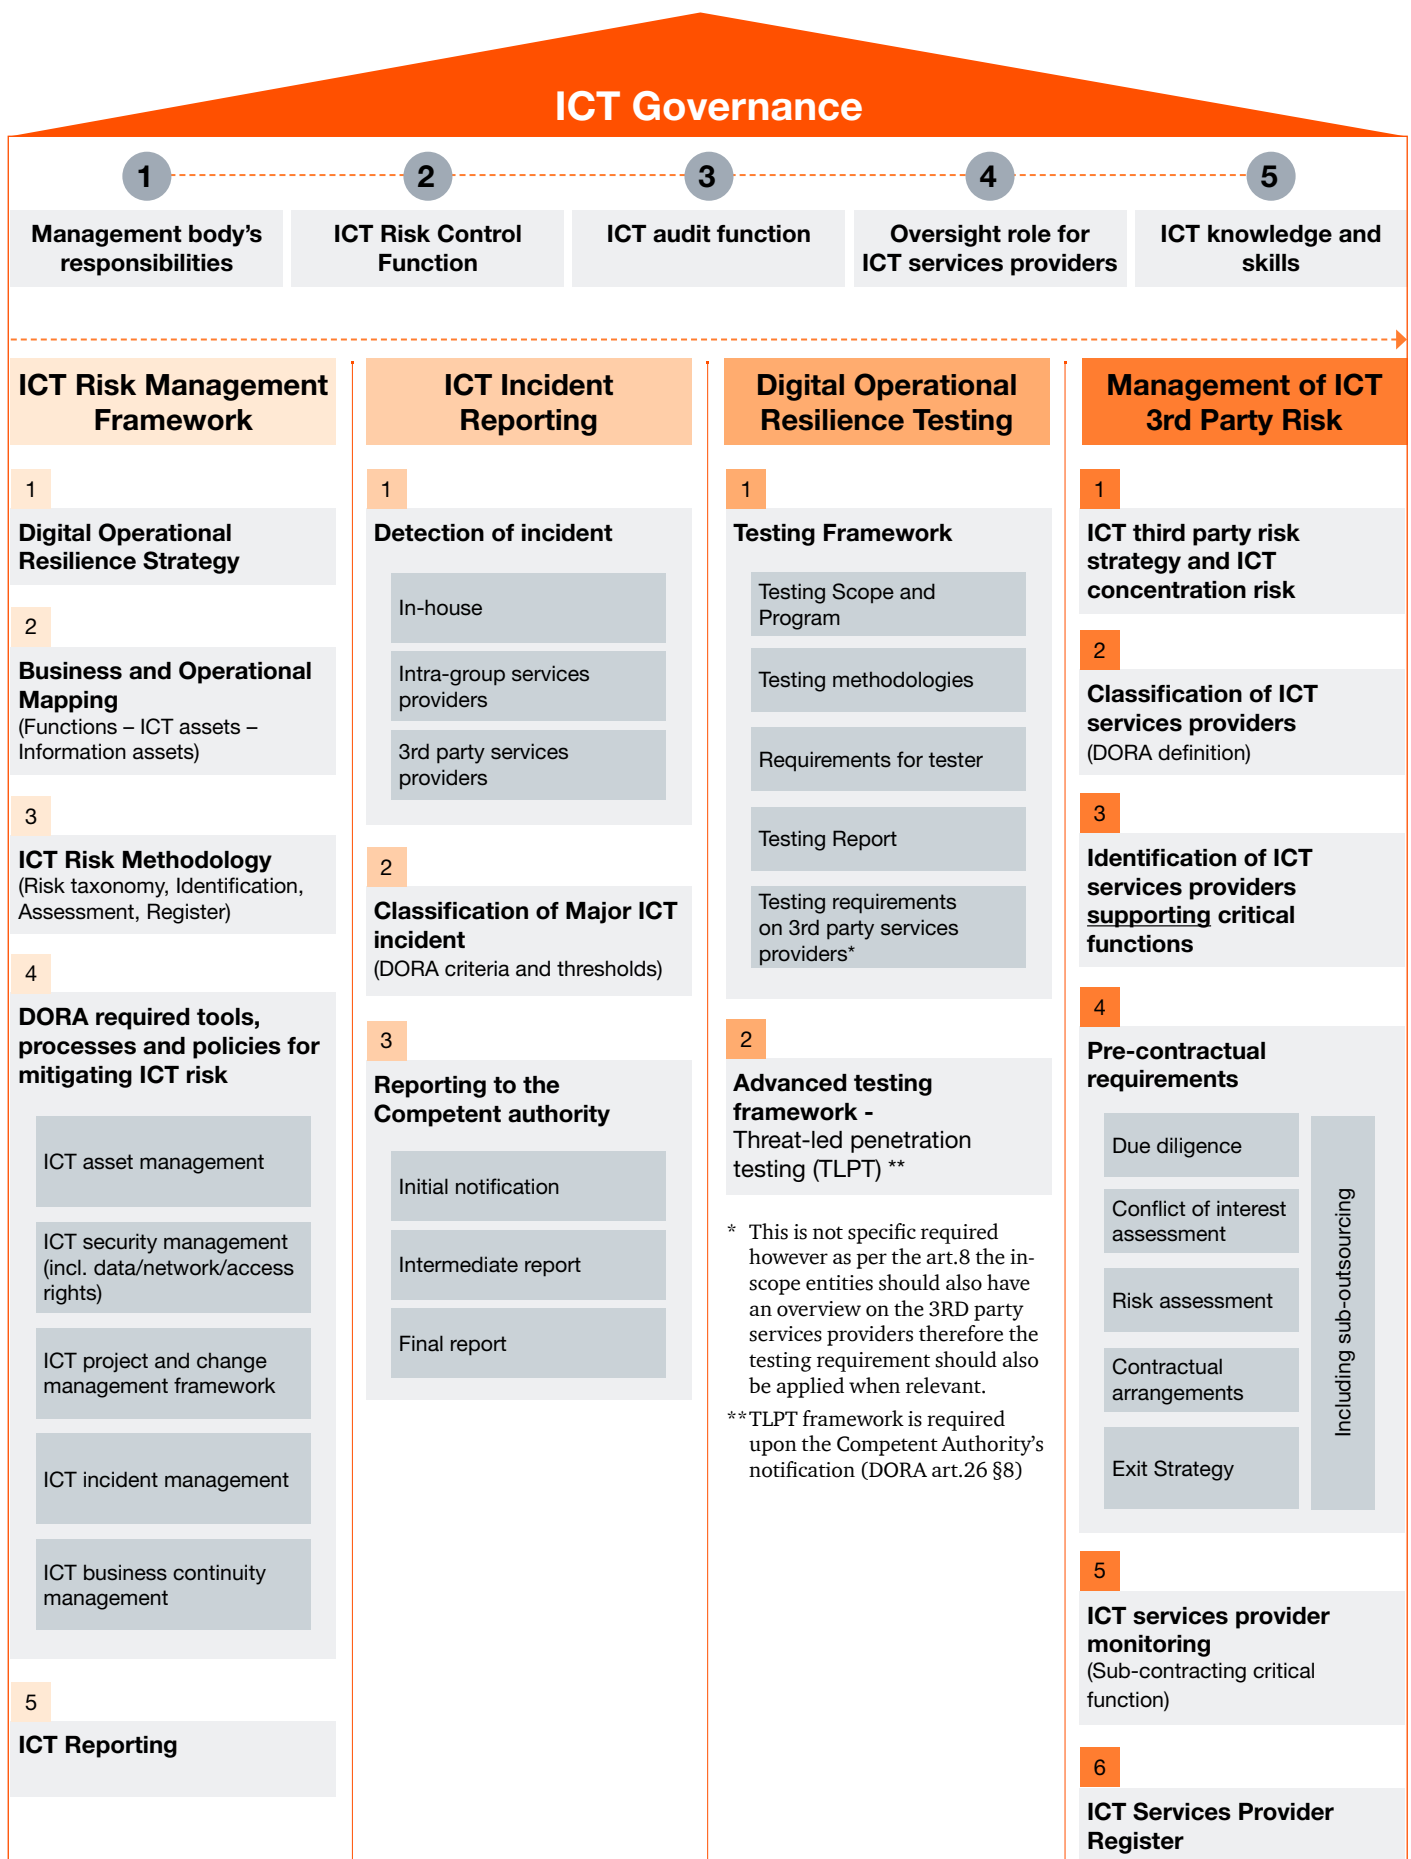 ICT Governance
1
2
3
4
5
Management body's
responsibilities
ICT Risk Control
Function
ICT audit function
Oversight role for
ICT services providers
ICT knowledge and
skills
ICT Risk Management
Framework
1
Digital Operational
Resilience Strategy
2
Business and Operational
Mapping
(Functions – ICT assets –
Information assets)
3
ICT Risk Methodology
(Risk taxonomy, Identification,
Assessment, Register)
4
DORA required tools,
processes and policies for
mitigating ICT risk
ICT asset management
ICT security management
(incl. data/network/access
rights)
ICT project and change
management framework
ICT incident management
ICT business continuity
management
5
ICT Reporting
ICT Incident
Reporting
1
Detection of incident
In-house
Intra-group services
providers
3rd party services
providers
2
Classification of Major ICT
incident
(DORA criteria and thresholds)
3
Reporting to the
Competent authority
Initial notification
Intermediate report
Final report
Digital Operational
Resilience Testing
1
Testing Framework
Testing Scope and
Program
Testing methodologies
Requirements for tester
Testing Report
Testing requirements
on 3rd party services
providers*
2
Advanced testing
framework -
Threat-led penetration
testing (TLPT) **
* This is not specific required
however as per the art.8 the in-
scope entities should also have
an overview on the 3RD party
services providers therefore the
testing requirement should also
be applied when relevant.
**TLPT framework is required
upon the Competent Authority's
notification (DORA art.26 §8)
Management of ICT
3rd Party Risk
1
ICT third party risk
strategy and ICT
concentration risk
2
Classification of ICT
services providers
(DORA definition)
3
Identification of ICT
services providers
supporting critical
functions
4
Pre-contractual
requirements
Due diligence
Conflict of interest
assessment
Risk assessment
Contractual
arrangements
Exit Strategy
Including sub-outsourcing
5
ICT services provider
monitoring
(Sub-contracting critical
function)
6
ICT Services Provider
Register